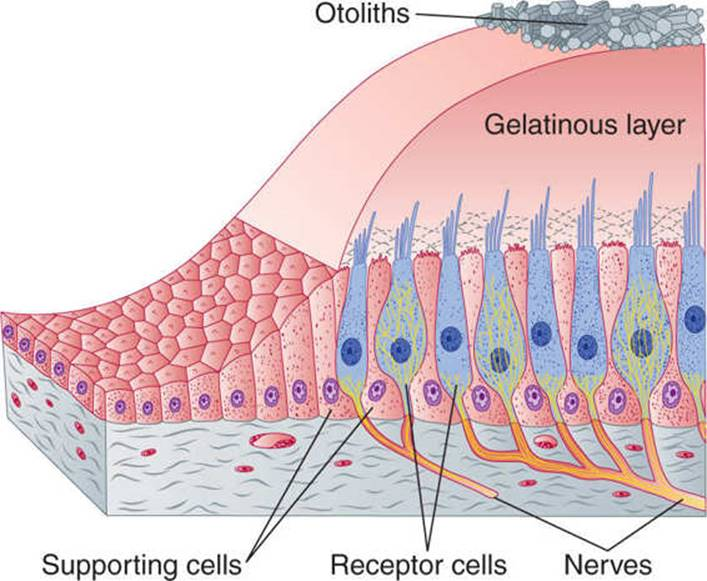 Otoliths
Gelatinous layer
Supporting cells
Receptor cells
Nerves